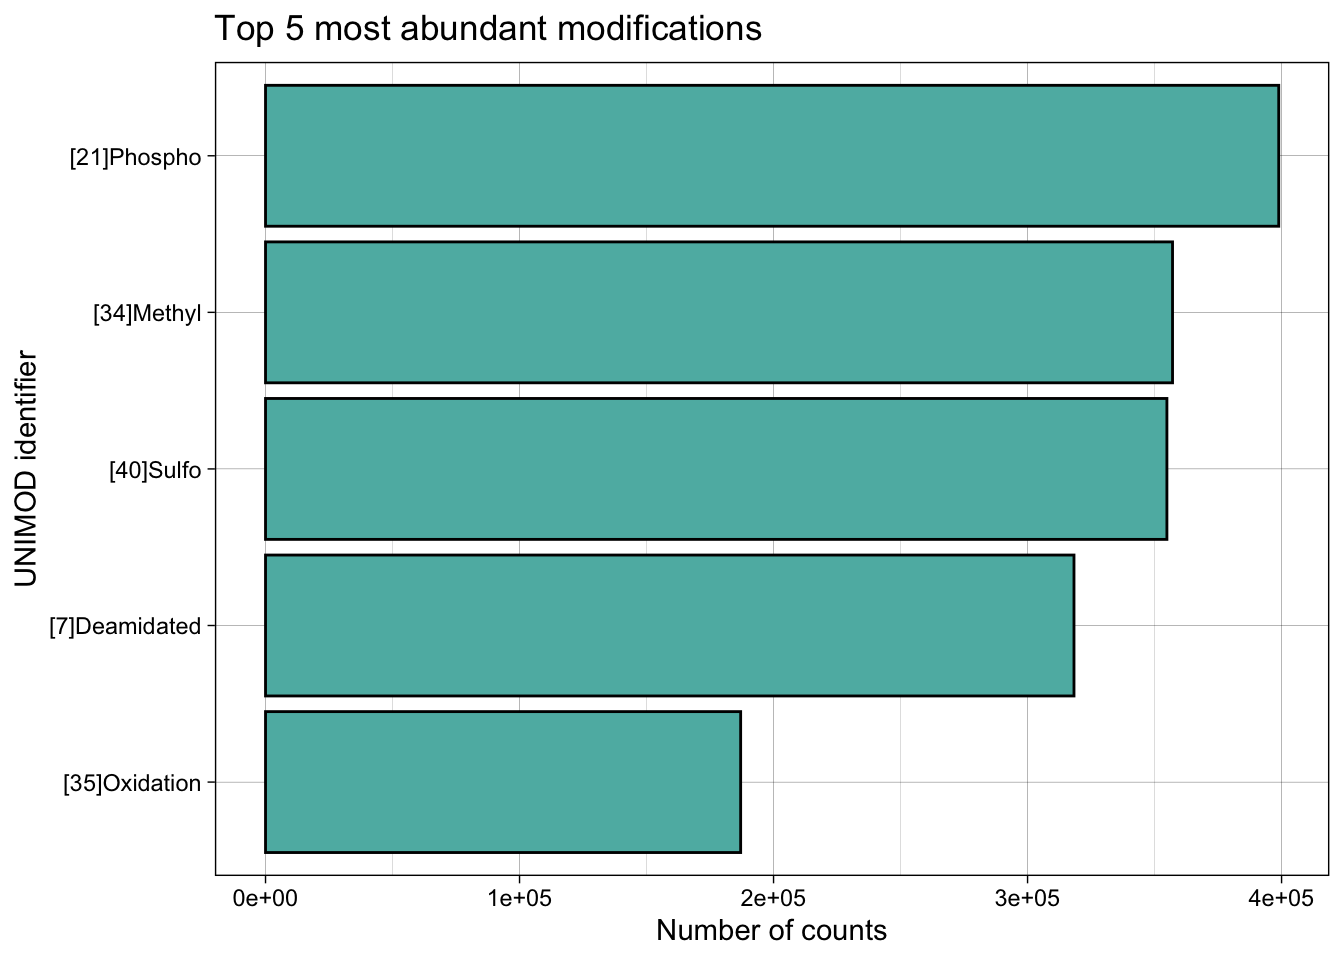 Top 5 most abundant modifications
UNIMOD identifier
[21]Phospho
[34]Methyl
[40]Sulfo
[7]Deamidated
[35]Oxidation
0e+00 1e+05 2e+05 3e+05 4e+05
Number of counts